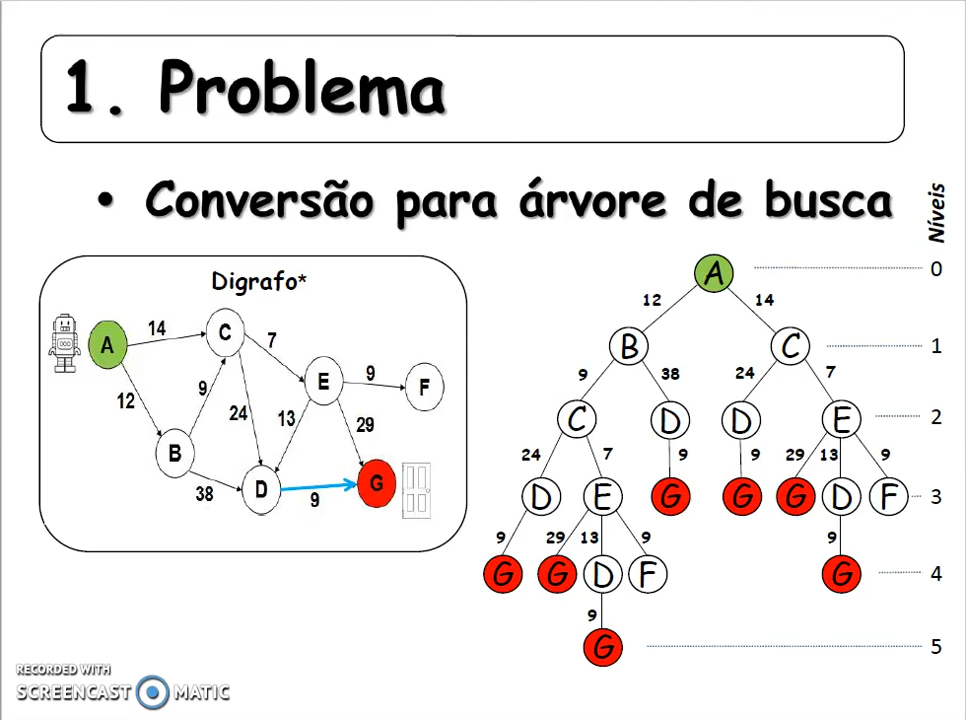 1. Problema
• Conversão para árvore de busca
Níveis
Digrafo*
A
14
C
7
E
9
F
12
9
24
13
29
B
38
D
9
G
A
0
12
14
B
C
1
9
38
24
7
C
D
D
E
2
24
7
9
9
29
13
9
D
E
G
G
G
D
F
3
9
29
13
9
9
G
G
D
F
G
4
9
G
5
RECORDED WITH
SCREENCAST MATIC